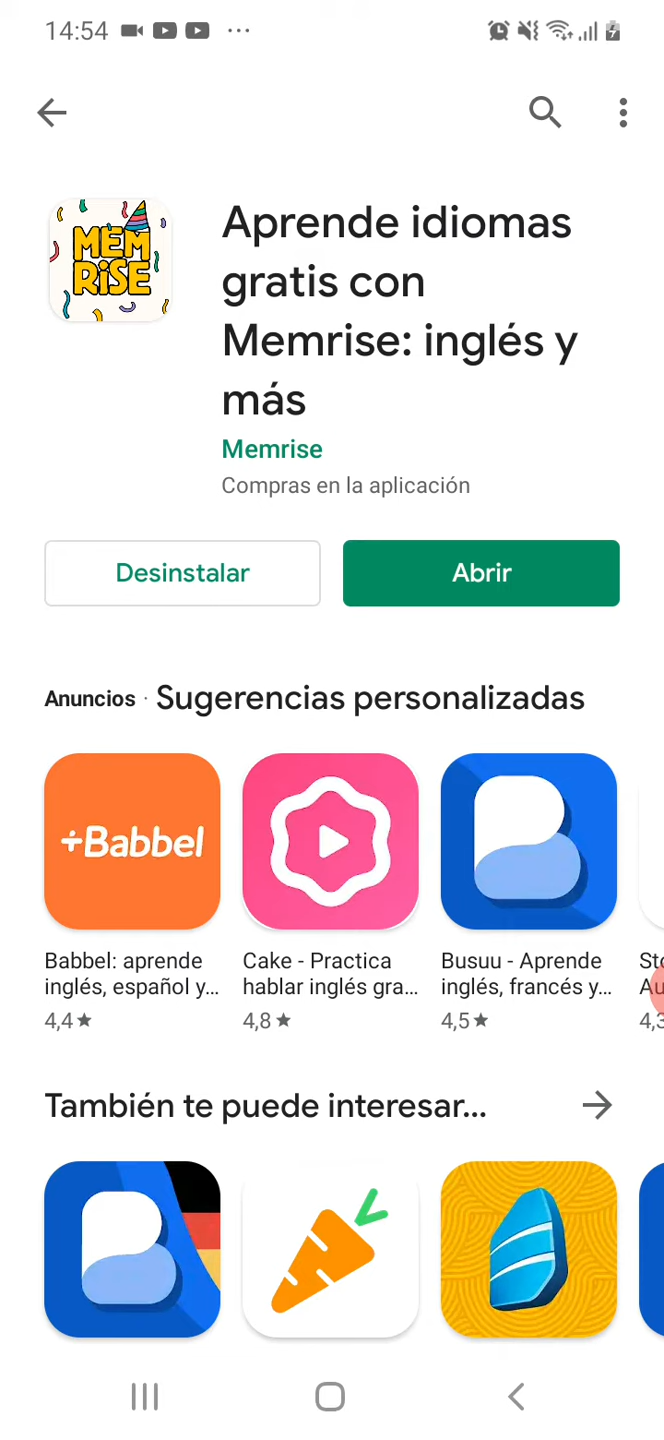 14:54
MEM
RiSE
Aprende idiomas
gratis con
Memrise: inglés y
más
Memrise
Compras en la aplicación
Desinstalar
Abrir
Anuncios · Sugerencias personalizadas
+Babbel
Babbel: aprende
inglés, español y...
4,4★
Cake - Practica
hablar inglés gra...
4,8★
Busuu - Aprende
inglés, francés y...
4,5★
También te puede interesar...